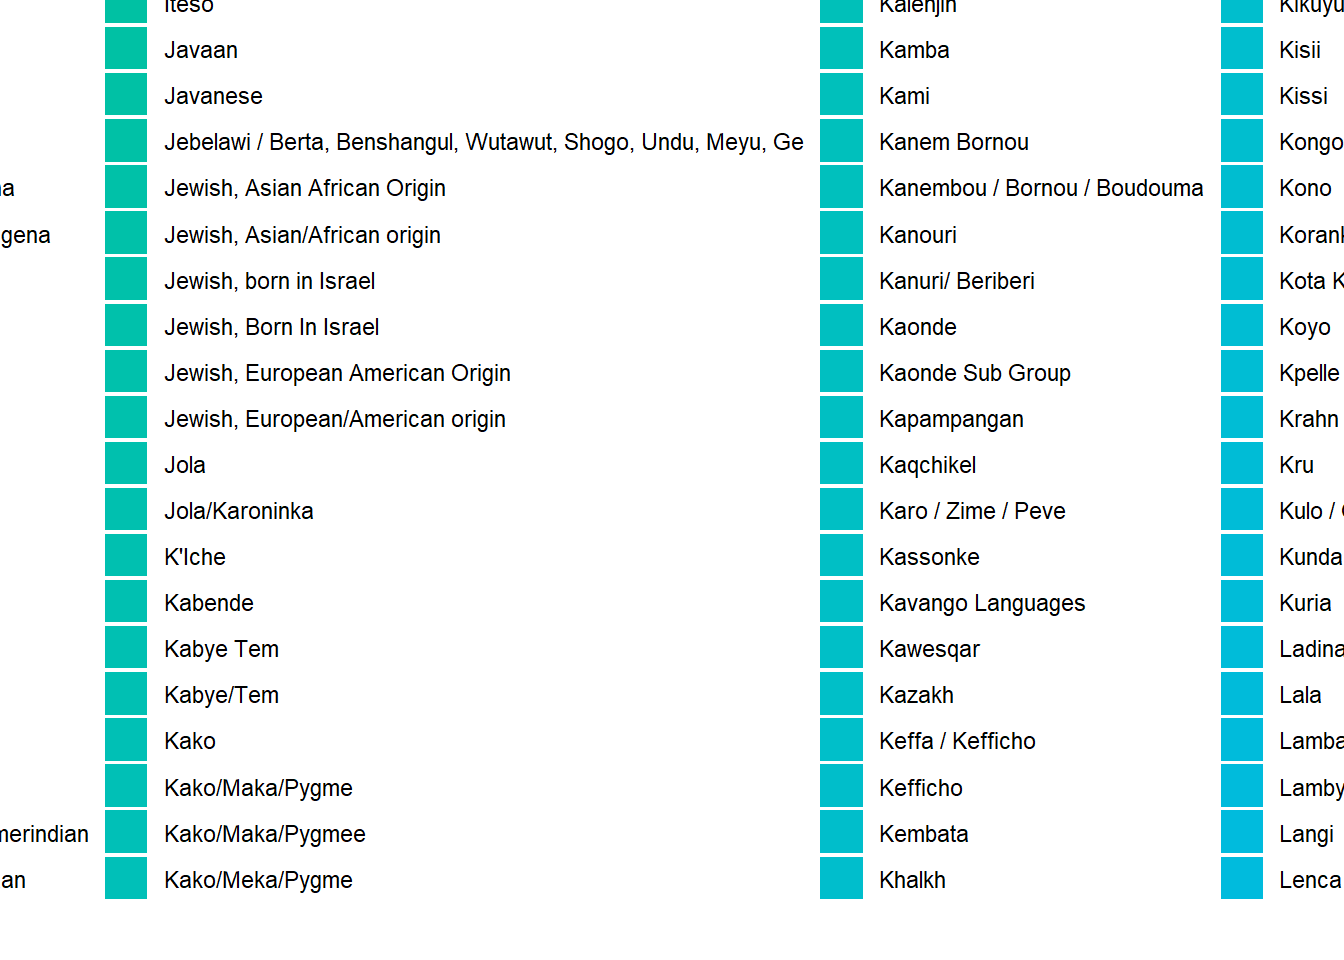 gena
merindian
an
Iteso
Javaan
Javanese
Jebelawi / Berta, Benshangul, Wutawut, Shogo, Undu, Meyu, Ge
Jewish, Asian African Origin
Jewish, Asian/African origin
Jewish, born in Israel
Jewish, Born In Israel
Jewish, European American Origin
Jewish, European/American origin
Jola
Jola/Karoninka
K'Iche
Kabende
Kabye Tem
Kabye/Tem
Kako
Kako/Maka/Pygme
Kako/Maka/Pygmee
Kako/Meka/Pygme
Kalenjin
Kamba
Kami
Kanem Bornou
Kanembou / Bornou / Boudouma
Kanouri
Kanuri/ Beriberi
Kaonde
Kaonde Sub Group
Kapampangan
Kaqchikel
Karo / Zime / Peve
Kassonke
Kavango Languages
Kawesqar
Kazakh
Keffa / Kefficho
Kefficho
Kembata
Khalkh
Kikuyu
Kisii
Kissi
Kongo
Kono
Korank
Kota K
Koyo
Kpelle
Krahn
Kru
Kulo /
Kunda
Kuria
Ladina
Lala
Lamba
Lamby
Langi
Lenca